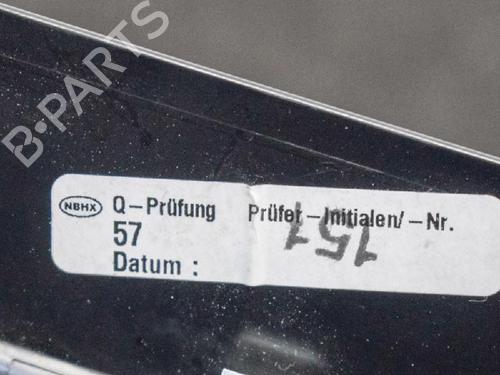 B-PARTS
NBHX Q-Prüfung Prüfer-Initialen/-Nr.
57 151
Datum :